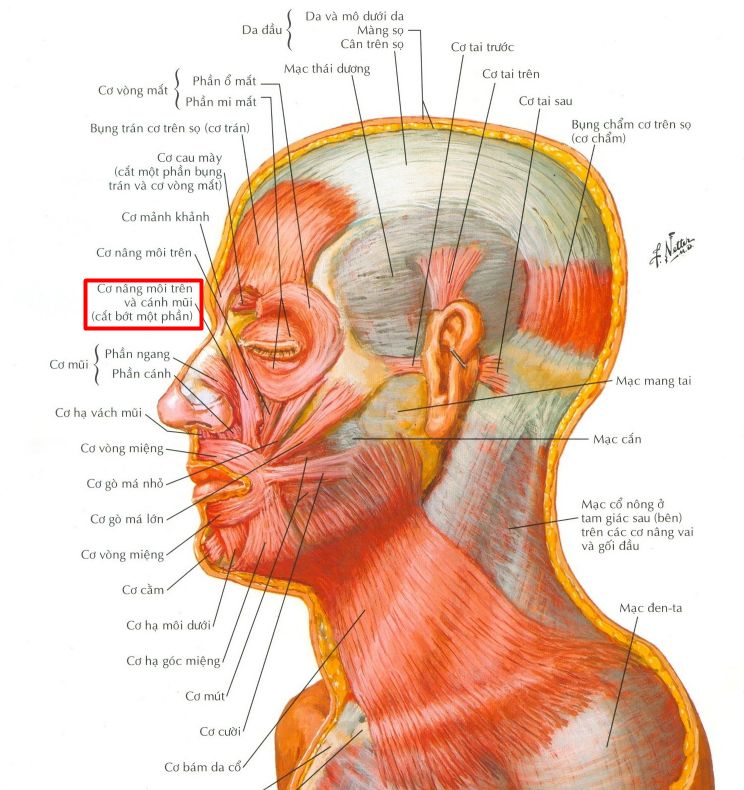 Da đầu
Da và mô dưới da
Màng sọ
Cân trên sọ
Cơ tai trước
Mạc thái dương
Cơ tai trên
Cơ vòng mắt
Phần ổ mắt
Phần mi mắt
Cơ tai sau
Bụng trán cơ trên sọ (cơ trán)
Bụng chẩm cơ trên sọ
(cơ chẩm)
Cơ cau mày
(cắt một phần bụng
trán và cơ vòng mắt)
Cơ mảnh khảnh
Cơ nâng môi trên
Cơ nâng môi trên
và cánh mũi
(cắt bớt một phần)
Cơ mũi
Phần ngang
Phần cánh
Mạc mang tai
Cơ hạ vách mũi
Mạc cắn
Cơ vòng miệng
Cơ gò má nhỏ
Cơ gò má lớn
Mạc cổ nông ở
tam giác sau (bên)
trên các cơ nâng vai
và gối đầu
Cơ vòng miệng
Cơ cằm
Mạc đen-ta
Cơ hạ môi dưới
Cơ hạ góc miệng
Cơ mút
Cơ cười
Cơ bám da cổ
F. Netter